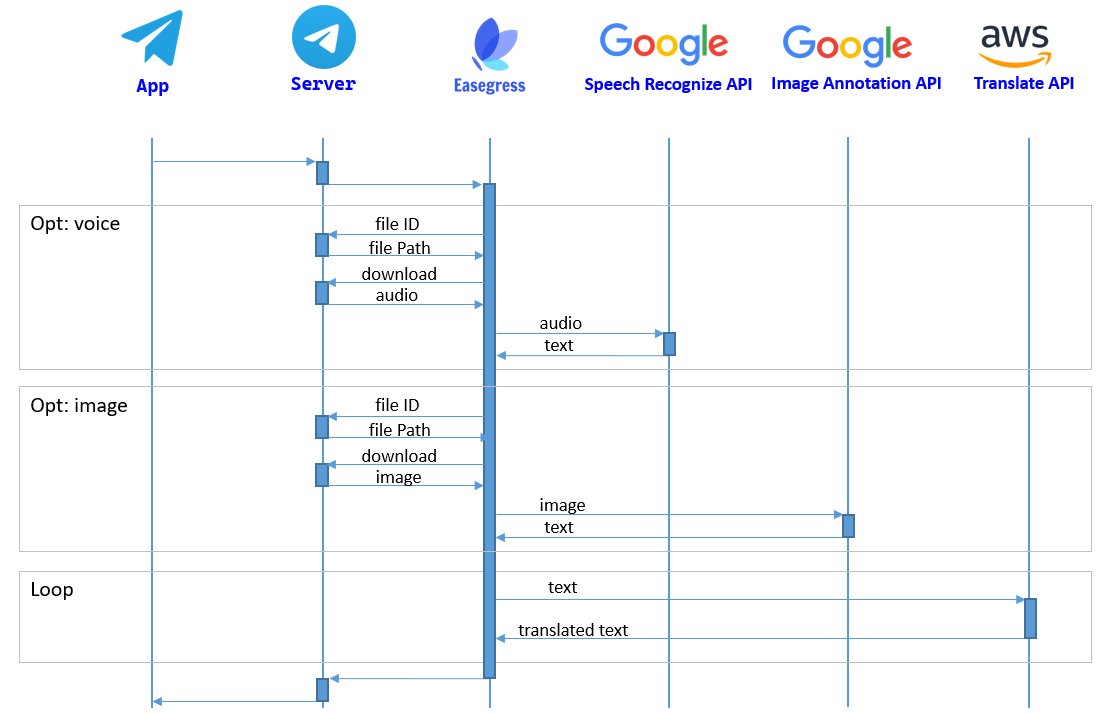 Google
Google
aws
App
Server
Easegress
Speech Recognize API
Image Annotation API
Translate API
Opt: voice
file ID
file Path
download
audio
audio
text
Opt: image
file ID
file Path
download
image
image
text
Loop
text
translated text